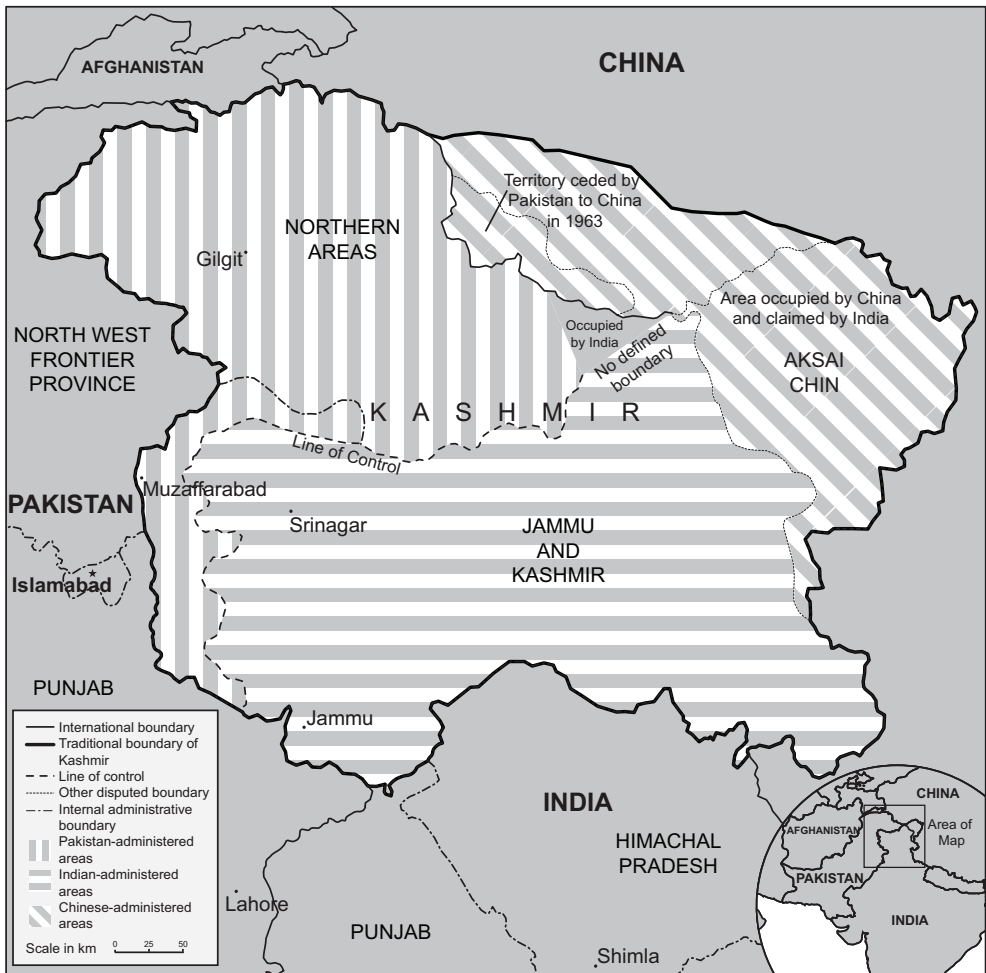 AFGHANISTAN
CHINA
Territory ceded by
Pakistan to China
in 1963
NORTHERN
AREAS
Gilgit
Area occupied by China
and claimed by India
Occupied
by India
No defined
boundary
NORTH WEST
FRONTIER
PROVINCE
AKSAI
CHIN
KASHMIR
Line of Control
Muzaffarabad
PAKISTAN
Srinagar
JAMMU
AND
KASHMIR
Islamabad
PUNJAB
Jammu
International boundary
Traditional boundary of
Kashmir
Line of control
Other disputed boundary
Internal administrative
boundary
Pakistan-administered
areas
Indian-administered
areas
Chinese-administered
areas
Scale in km
0 25 50
INDIA
HIMACHAL
PRADESH
Lahore
PUNJAB
Shimla
CHINA
AFGHANISTAN
Area of
Map
PAKISTAN
INDIA